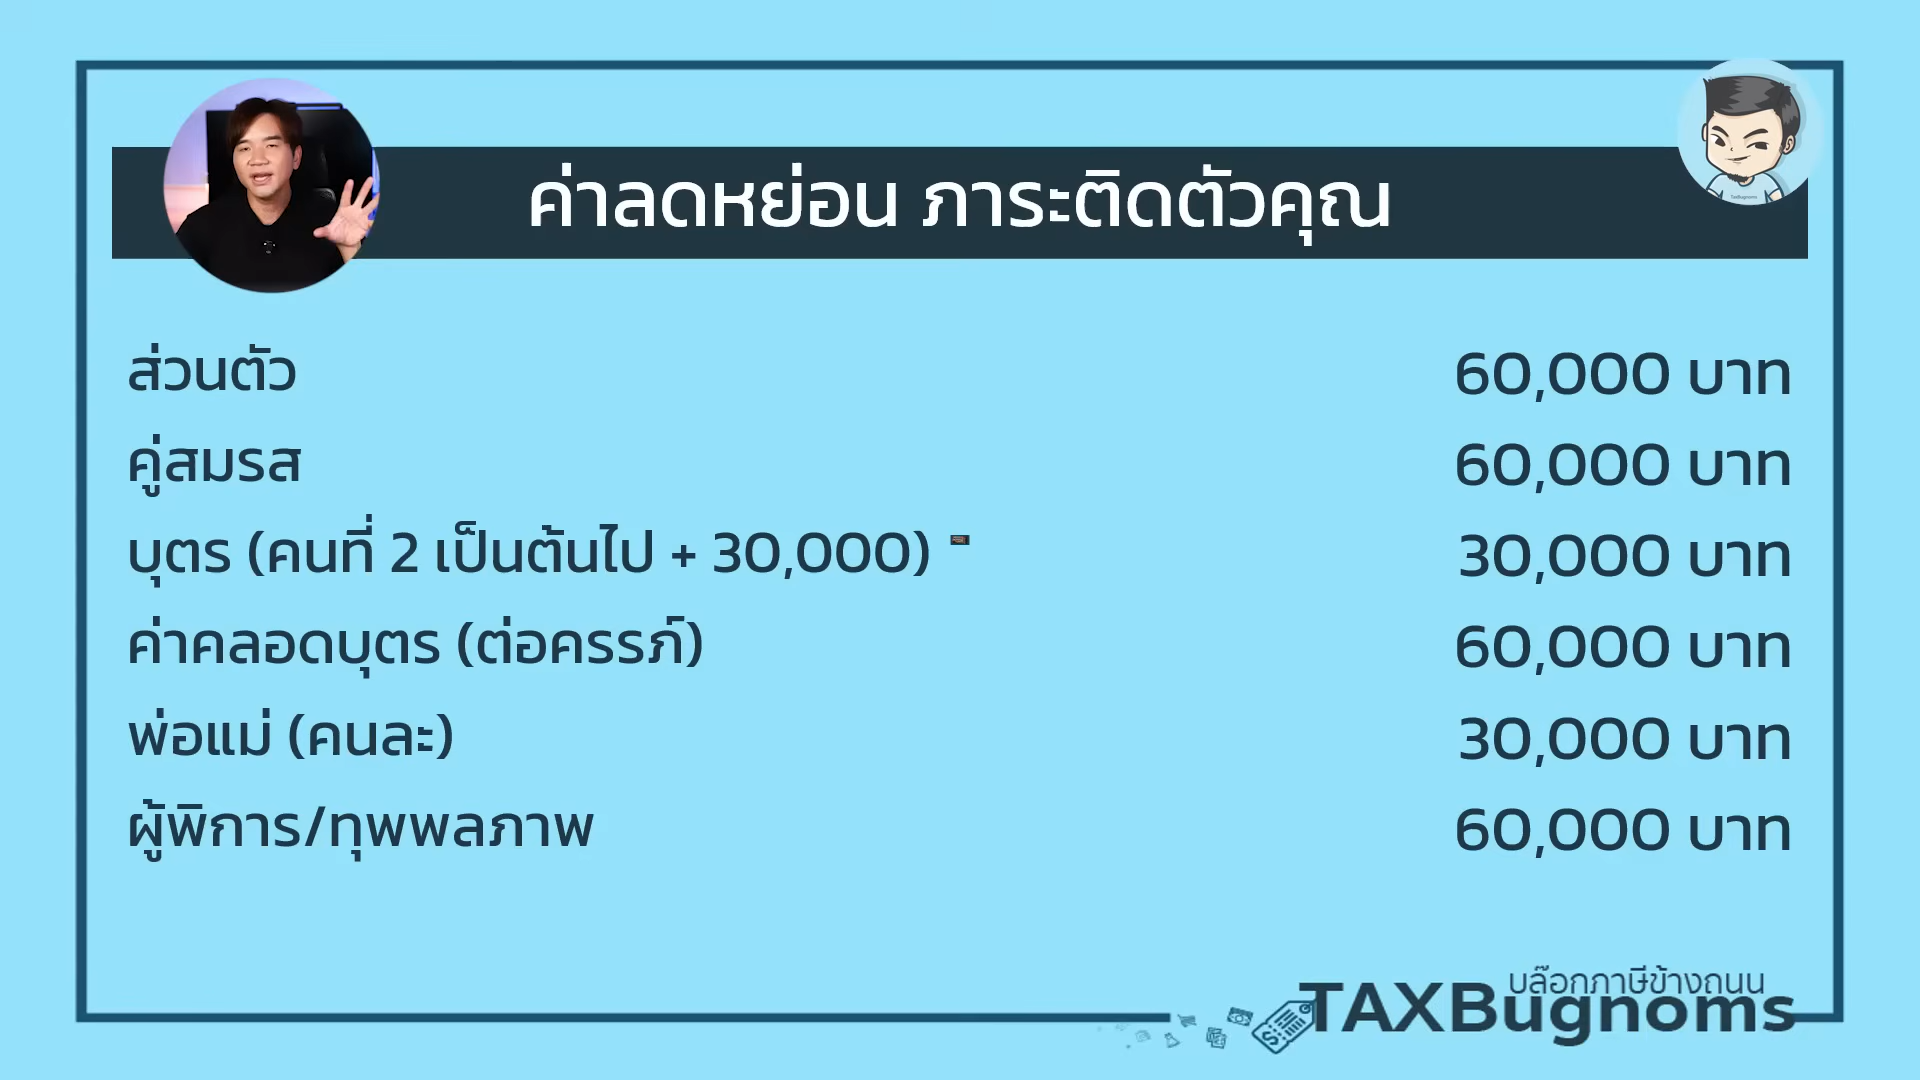 ค่าลดหย่อน ภาระติดตัวคุณ
ส่วนตัว 60,000 บาท
คู่สมรส 60,000 บาท
บุตร (คนที่ 2 เป็นต้นไป + 30,000) 30,000 บาท
ค่าคลอดบุตร (ต่อครรภ์) 60,000 บาท
พ่อแม่ (คนละ) 30,000 บาท
ผู้พิการ/ทุพพลภาพ 60,000 บาท
บล๊อกภาษีข้างถนน
TAXBugnoms